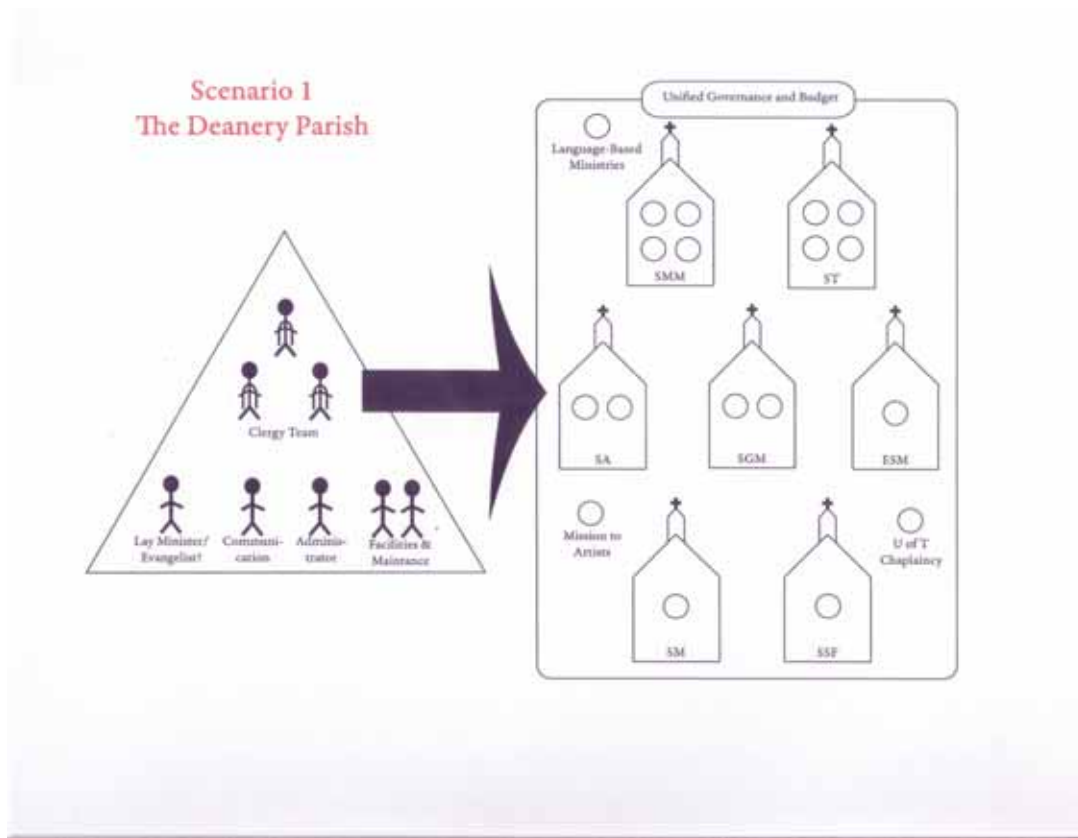 Scenario 1
The Deanery Parish
Unified Governance and Budget
Language-Based
Ministries
SMM
ST
SA
SGM
ESM
Clergy Team
Lay Minister/
Evangelist?
Communi-
cation
Adminis-
trator
Facilities &
Maintrance
Mission to
Artists
U of T
Chaplaincy
SM
SSF